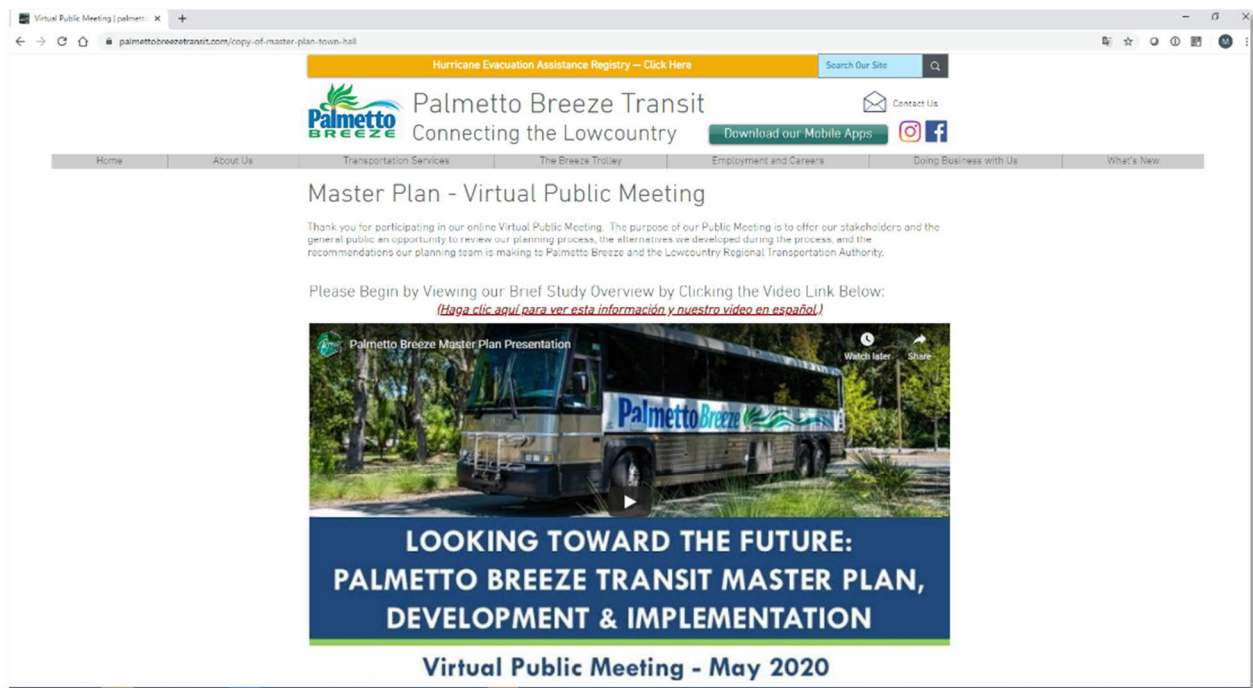 Virtual Public Meeting | palmetto
palmettobreezetransit.com/copy-of-master-plan-town-hall
Hurricane Evacuation Assistance Registry – Click Here
Search Our Site
Palmetto
BREEZE
Palmetto Breeze Transit
Connecting the Lowcountry
Contact Us
Download our Mobile Apps
Home About Us Transportation Services The Breeze Trolley Employment and Careers Doing Business with Us What's New
Master Plan - Virtual Public Meeting
Thank you for participating in our online Virtual Public Meeting. The purpose of our Public Meeting is to offer our stakeholders and the
general public an opportunity to review our planning process, the alternatives we developed during the process, and the
recommendations our planning team is making to Palmetto Breeze and the Lowcountry Regional Transportation Authority.
Please Begin by Viewing our Brief Study Overview by Clicking the Video Link Below:
(Haga clic aquí para ver esta información y nuestro video en español.)
Palmetto Breeze Master Plan Presentation
Watch later
Share
PalmettoBreeze
LOOKING TOWARD THE FUTURE:
PALMETTO BREEZE TRANSIT MASTER PLAN,
DEVELOPMENT & IMPLEMENTATION
Virtual Public Meeting - May 2020